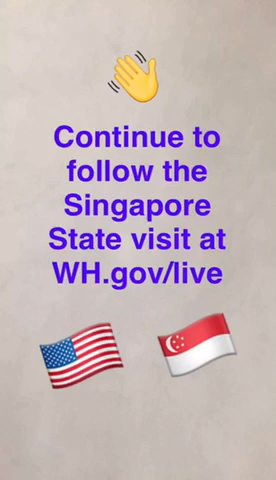 Continue to
follow the
Singapore
State visit at
WH.gov/live